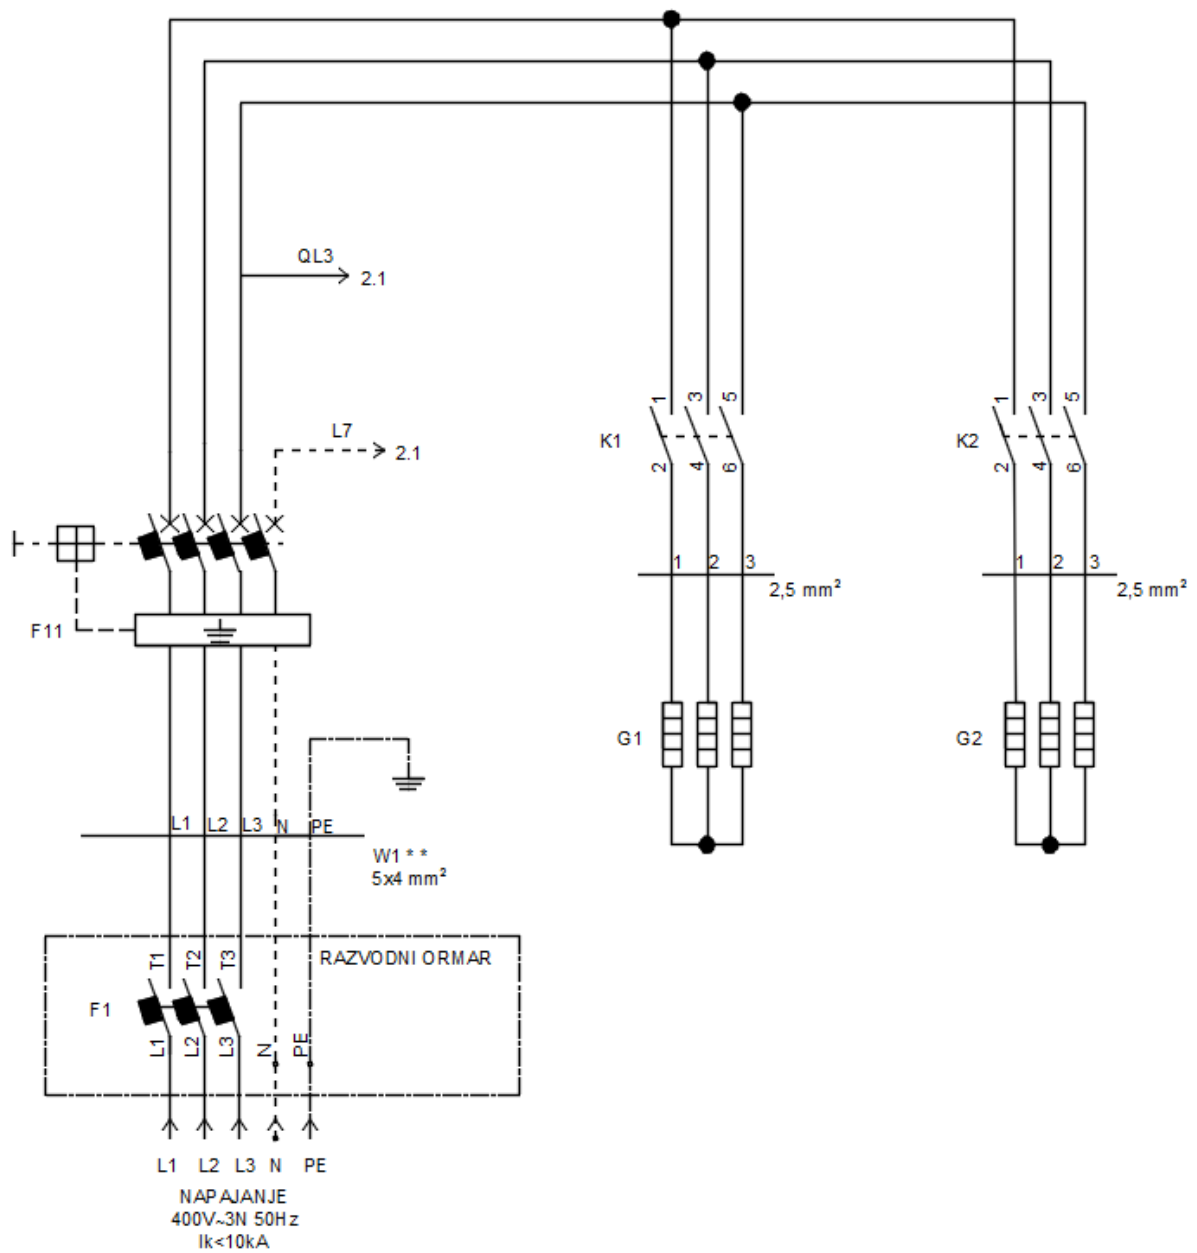 QL3
2.1
L7
2.1
1 3 5
K1
2 4 6
1 3 5
K2
2 4 6
1 2 3
2,5 mm²
1 2 3
2,5 mm²
F11
G1
G2
L1 L2 L3 N PE
W1 * *
5x4 mm²
RAZVODNI ORMAR
T1 T2 T3
F1
L1 L2 L3 N PE
L1 L2 L3 N PE
NAPAJANJE
400V~3N 50Hz
Ik<10kA